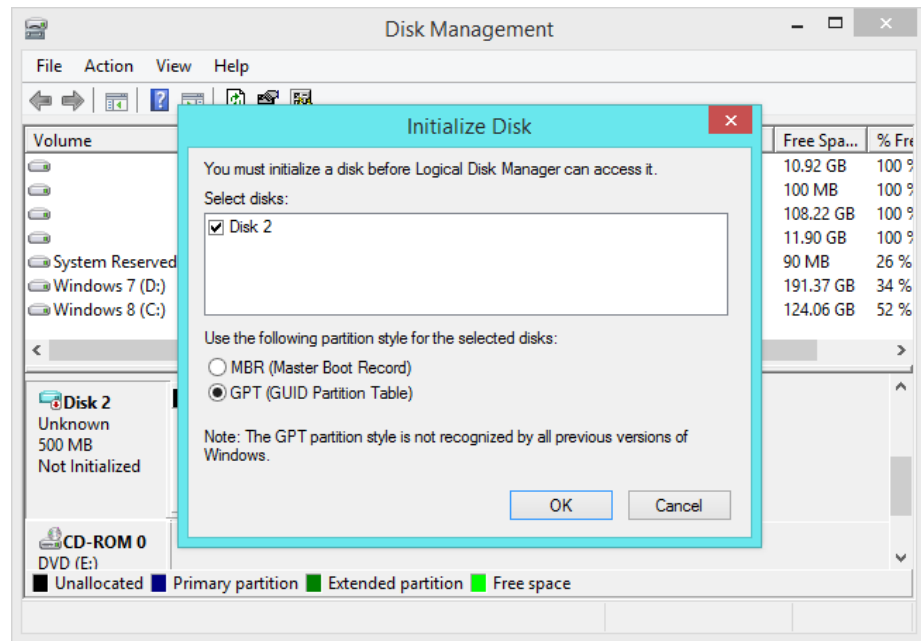 Disk Management
File Action View Help
Initialize Disk
Volume
Free Spa... % Fre
You must initialize a disk before Logical Disk Manager can access it.
10.92 GB 100 %
Select disks:
100 MB 100 %
Disk 2
108.22 GB 100 %
11.90 GB 100 %
System Reserved
90 MB 26 %
Windows 7 (D:)
191.37 GB 34 %
Windows 8 (C:)
124.06 GB 52 %
Use the following partition style for the selected disks:
MBR (Master Boot Record)
GPT (GUID Partition Table)
Note: The GPT partition style is not recognized by all previous versions of
Windows.
OK Cancel
Disk 2
Unknown
500 MB
Not Initialized
CD-ROM 0
DVD (E:)
Unallocated Primary partition Extended partition Free space